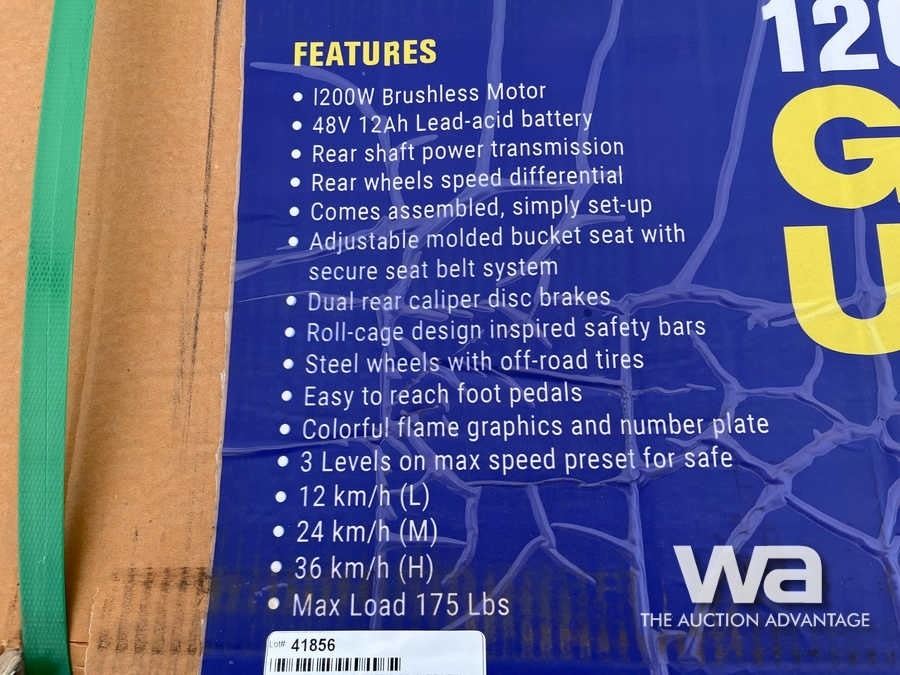 FEATURES
• 1200W Brushless Motor
• 48V 12Ah Lead-acid battery
• Rear shaft power transmission
• Rear wheels speed differential
• Comes assembled, simply set-up
• Adjustable molded bucket seat with
secure seat belt system
• Dual rear caliper disc brakes
• Roll-cage design inspired safety bars
• Steel wheels with off-road tires
• Easy to reach foot pedals
• Colorful flame graphics and number plate
• 3 Levels on max speed preset for safe
• 12 km/h (L)
• 24 km/h (M)
• 36 km/h (H)
• Max Load 175 Lbs
Lot# 41856
120
G
U
wa
THE AUCTION ADVANTAGE